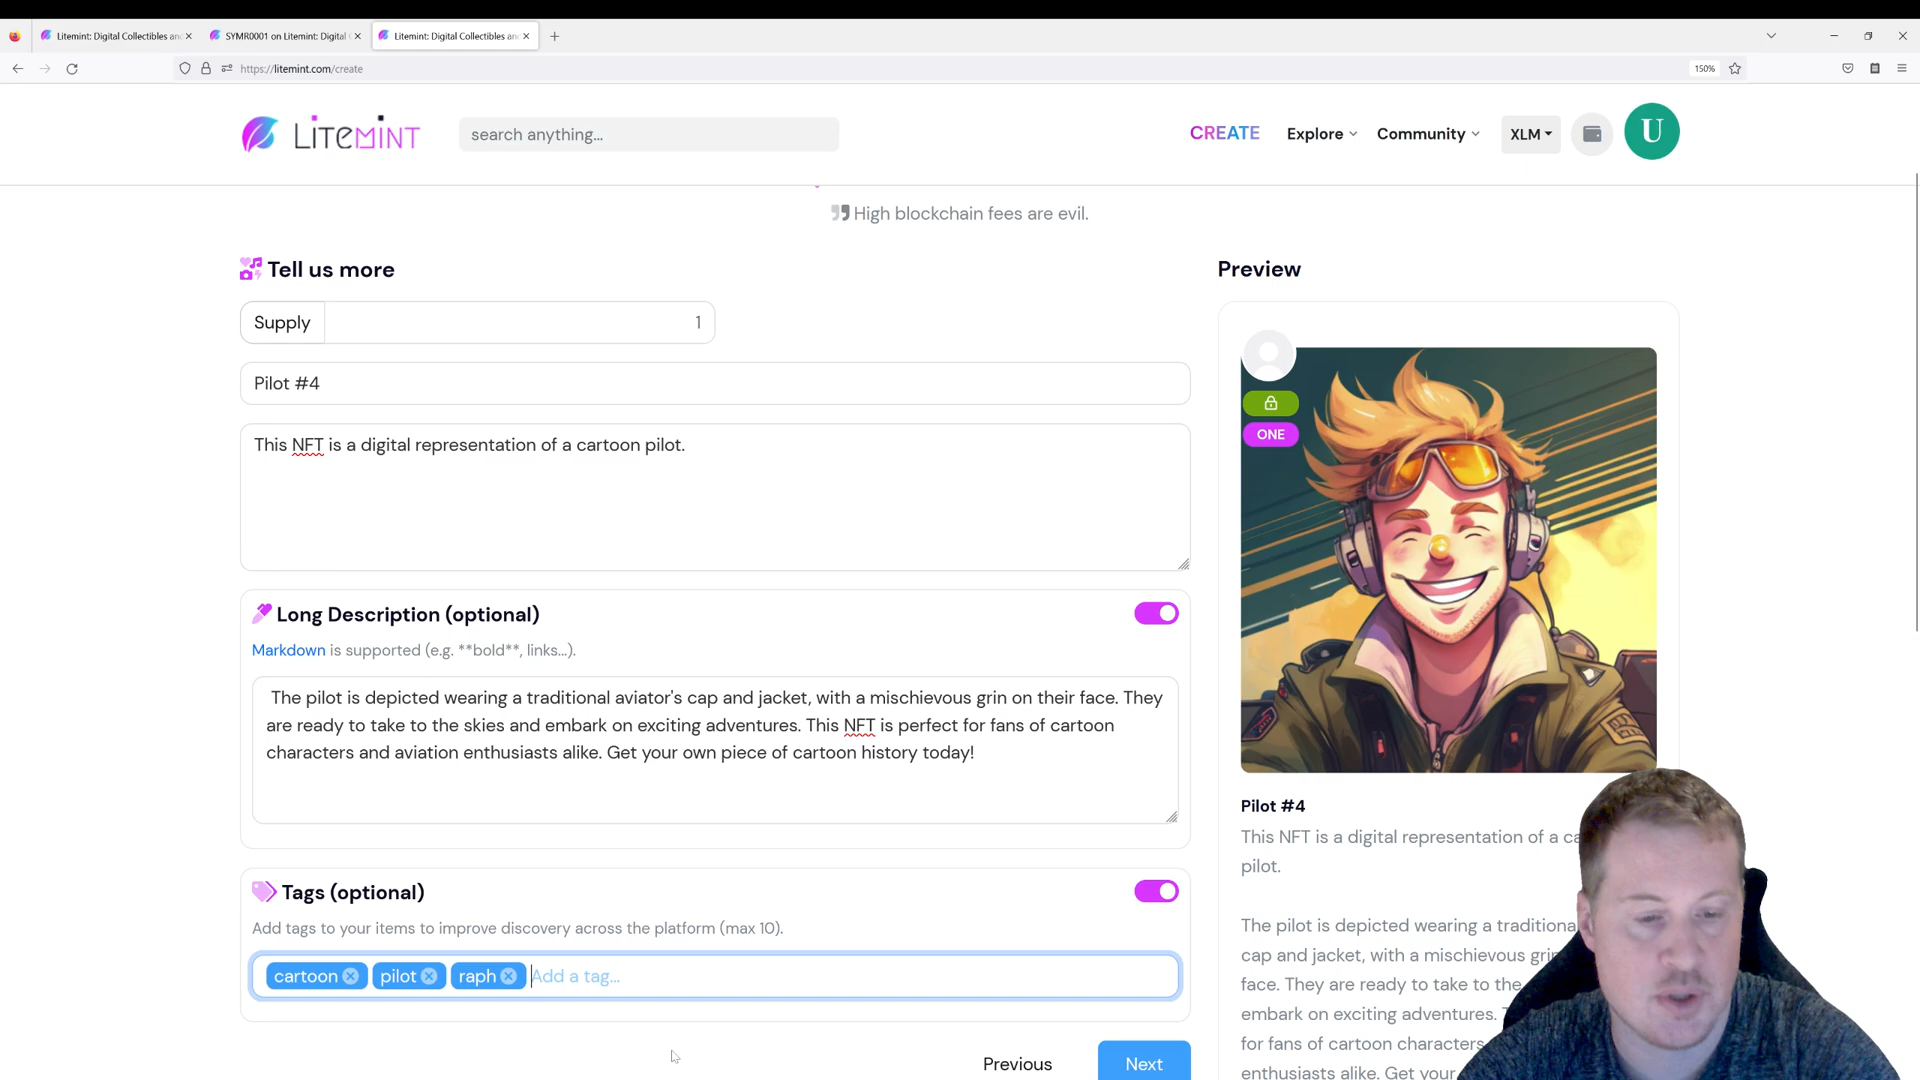 Litemint: Digital Collectibles an
SYMR0001 on Litemint: Digital
Litemint: Digital Collectibles an
https://litemint.com/create
150%
LiteMINT
search anything...
CREATE
Explore
Community
XLM
U
High blockchain fees are evil.
Tell us more
Supply
1
Pilot #4
This NFT is a digital representation of a cartoon pilot.
Long Description (optional)
Markdown is supported (e.g. **bold**, links...).
The pilot is depicted wearing a traditional aviator's cap and jacket, with a mischievous grin on their face. They
are ready to take to the skies and embark on exciting adventures. This NFT is perfect for fans of cartoon
characters and aviation enthusiasts alike. Get your own piece of cartoon history today!
Tags (optional)
Add tags to your items to improve discovery across the platform (max 10).
cartoon
pilot
raph
Add a tag...
Previous
Next
Preview
ONE
Pilot #4
This NFT is a digital representation of a ca
pilot.
The pilot is depicted wearing a traditiona
cap and jacket, with a mischievous grin
face. They are ready to take to the
embark on exciting adventures.
for fans of cartoon characters
enthusiasts alike. Get your